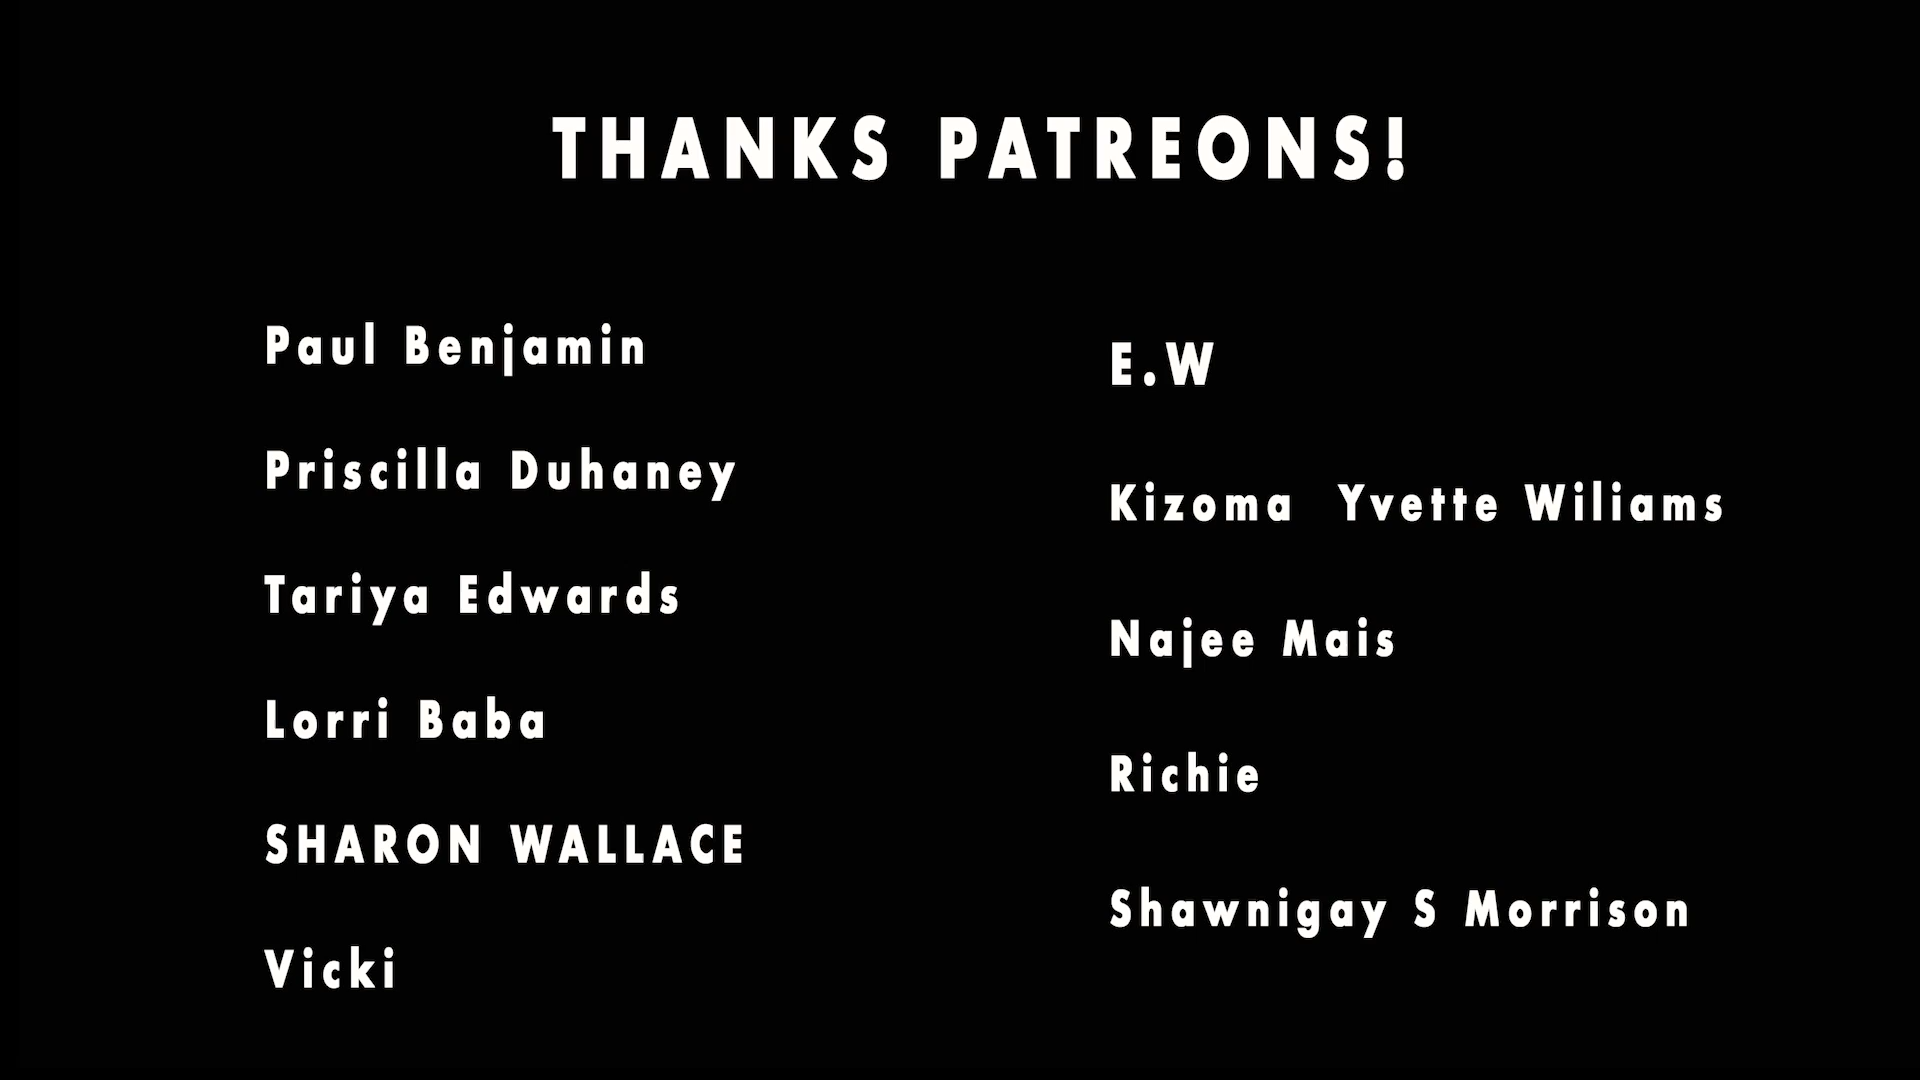 THANKS PATREONS!
Paul Benjamin
Priscilla Duhaney
Tariya Edwards
Lorri Baba
SHARON WALLACE
Vicki
E.W
Kizoma  Yvette Wiliams
Najee Mais
Richie
Shawnigay S Morrison